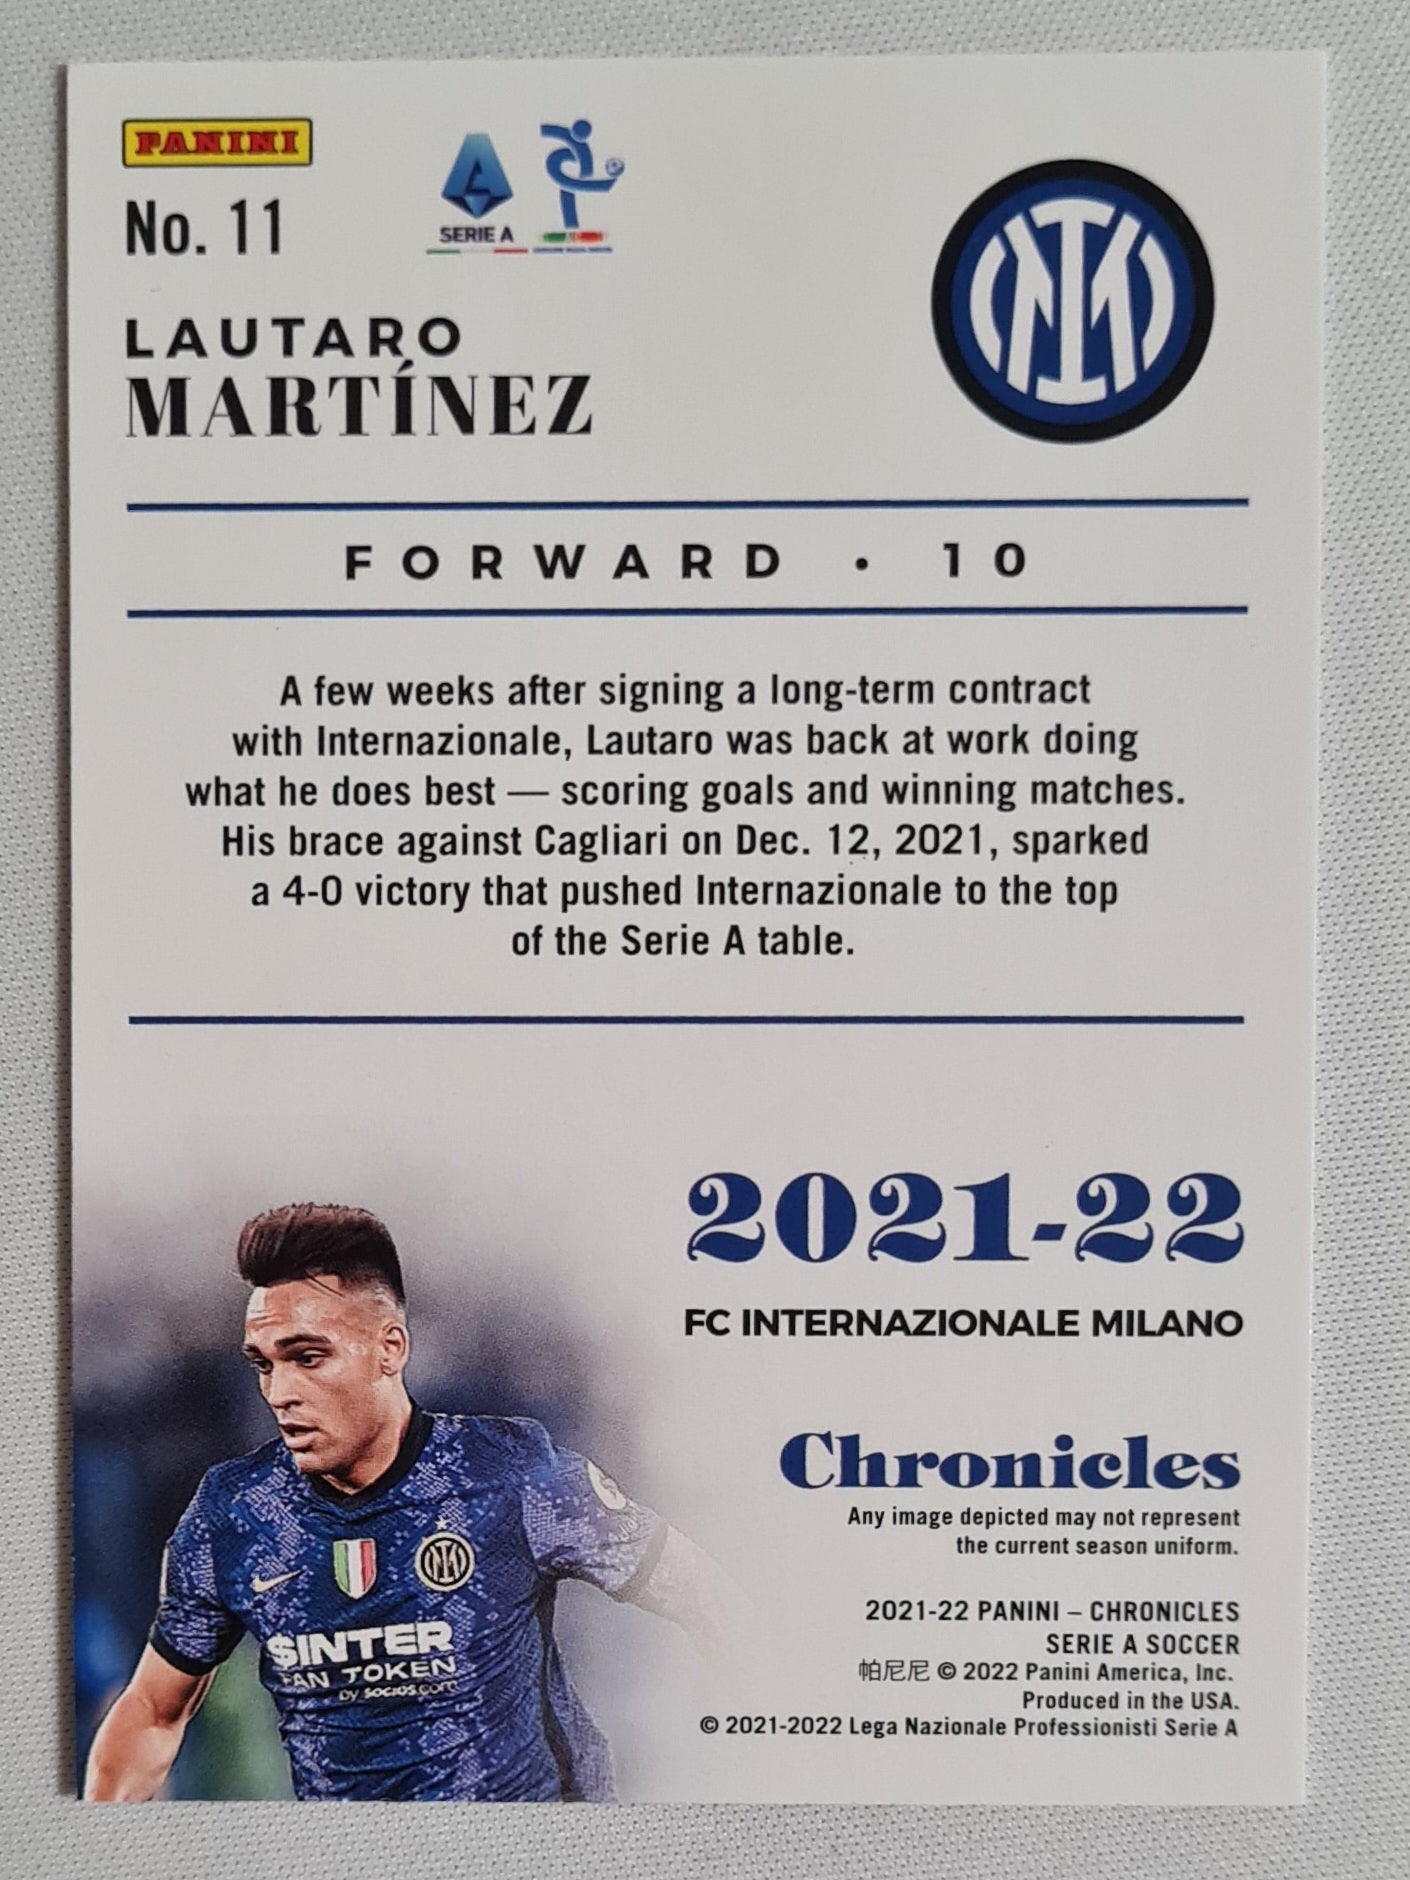 PANINI
No. 11
SERIE A
LAUTARO
MARTÍNEZ
FORWARD • 10
A few weeks after signing a long-term contract
with Internazionale, Lautaro was back at work doing
what he does best — scoring goals and winning matches.
His brace against Cagliari on Dec. 12, 2021, sparked
a 4-0 victory that pushed Internazionale to the top
of the Serie A table.
2021-22
FC INTERNAZIONALE MILANO
Chronicles
Any image depicted may not represent
the current season uniform.
2021-22 PANINI – CHRONICLES
SERIE A SOCCER
帕尼尼 © 2022 Panini America, Inc.
Produced in the USA.
© 2021-2022 Lega Nazionale Professionisti Serie A
$INTER
FAN TOKEN
by socios.com